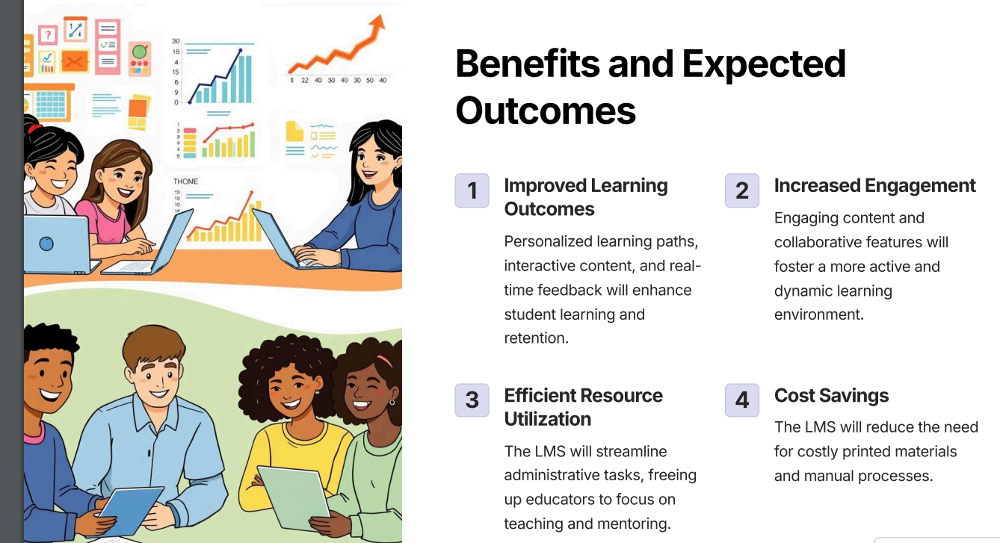 Benefits and Expected
Outcomes
1
Improved Learning
Outcomes
Personalized learning paths,
interactive content, and real-
time feedback will enhance
student learning and
retention.
2
Increased Engagement
Engaging content and
collaborative features will
foster a more active and
dynamic learning
environment.
3
Efficient Resource
Utilization
The LMS will streamline
administrative tasks, freeing
up educators to focus on
teaching and mentoring.
4
Cost Savings
The LMS will reduce the need
for costly printed materials
and manual processes.
?
30
15
4
15
6
9
0
22 40 30 40 30 50 40
THONE